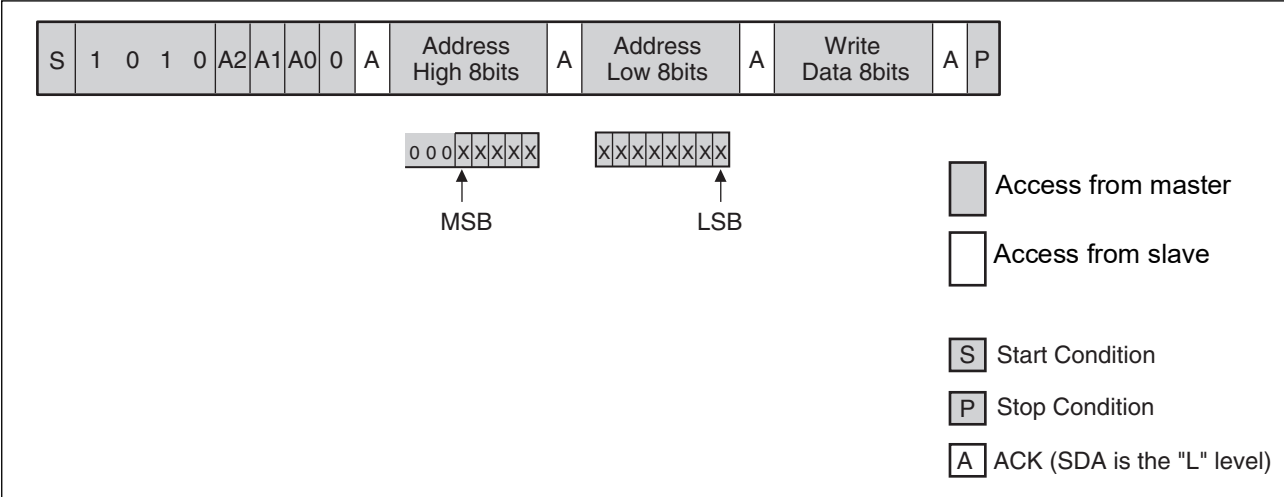 S 1 0 1 0 A2 A1 A0 0 A Address High 8bits A Address Low 8bits A Write Data 8bits A P
0 0 0 X X X X X X X X X X X X X
MSB LSB
Access from master
Access from slave
S Start Condition
P Stop Condition
A ACK (SDA is the "L" level)